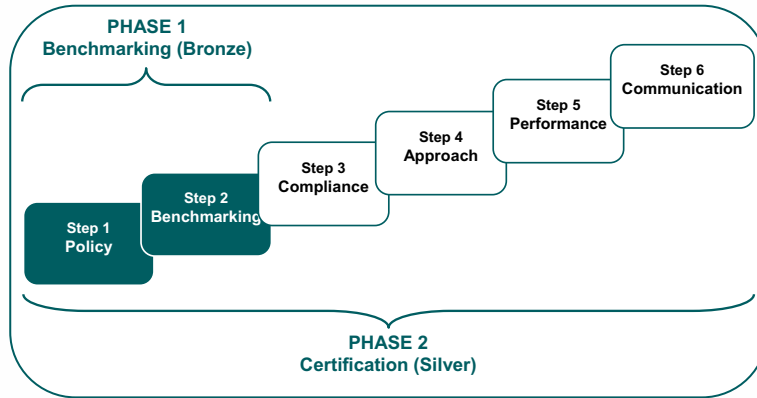 PHASE 1
Benchmarking (Bronze)
Step 6
Communication
Step 5
Performance
Step 4
Approach
Step 3
Compliance
Step 2
Benchmarking
Step 1
Policy
PHASE 2
Certification (Silver)